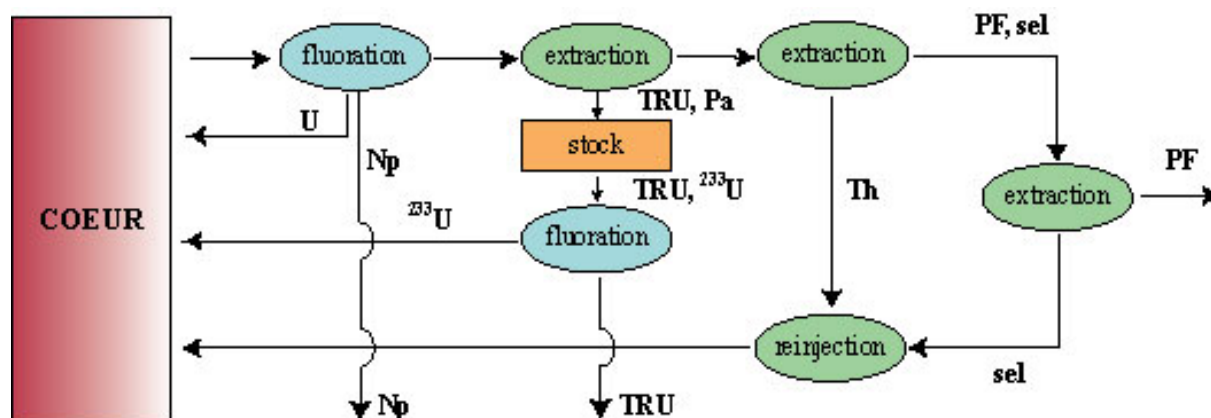 PF, sel
fluoration
extraction
extraction
TRU, Pa
U
stock
Np
PF
TRU, ²³³U
Th
extraction
COEUR
²³³U
fluoration
reinjection
sel
Np
TRU